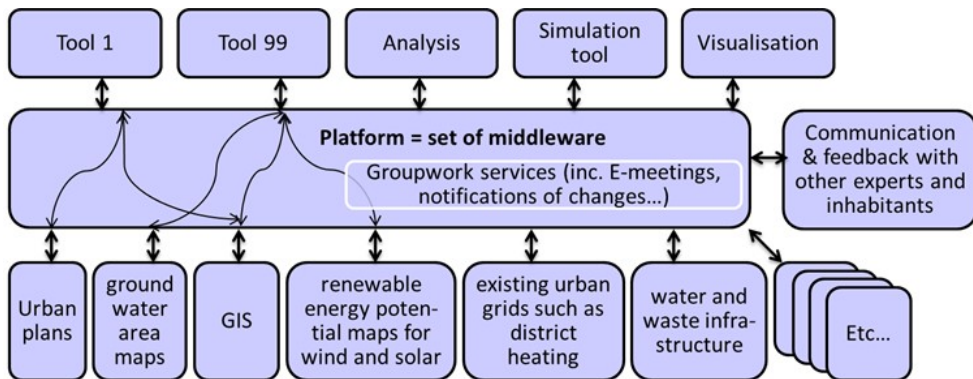 Tool 1
Tool 99
Analysis
Simulation
tool
Visualisation
Platform = set of middleware
Groupwork services (inc. E-meetings,
notifications of changes...)
Communication
& feedback with
other experts and
inhabitants
Urban
plans
ground
water
area
maps
GIS
renewable
energy poten-
tial maps for
wind and solar
existing urban
grids such as
district
heating
water and
waste infra-
structure
Etc...